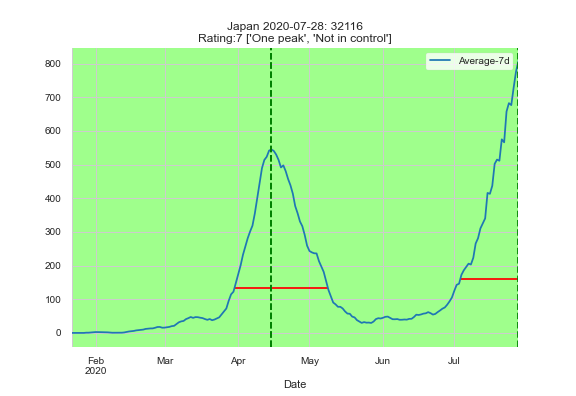 Japan 2020-07-28: 32116
Rating:7 ['One peak', 'Not in control']
Average-7d
800
700
600
500
400
300
200
100
0
Feb
2020
Mar
Apr
May
Jun
Jul
Date